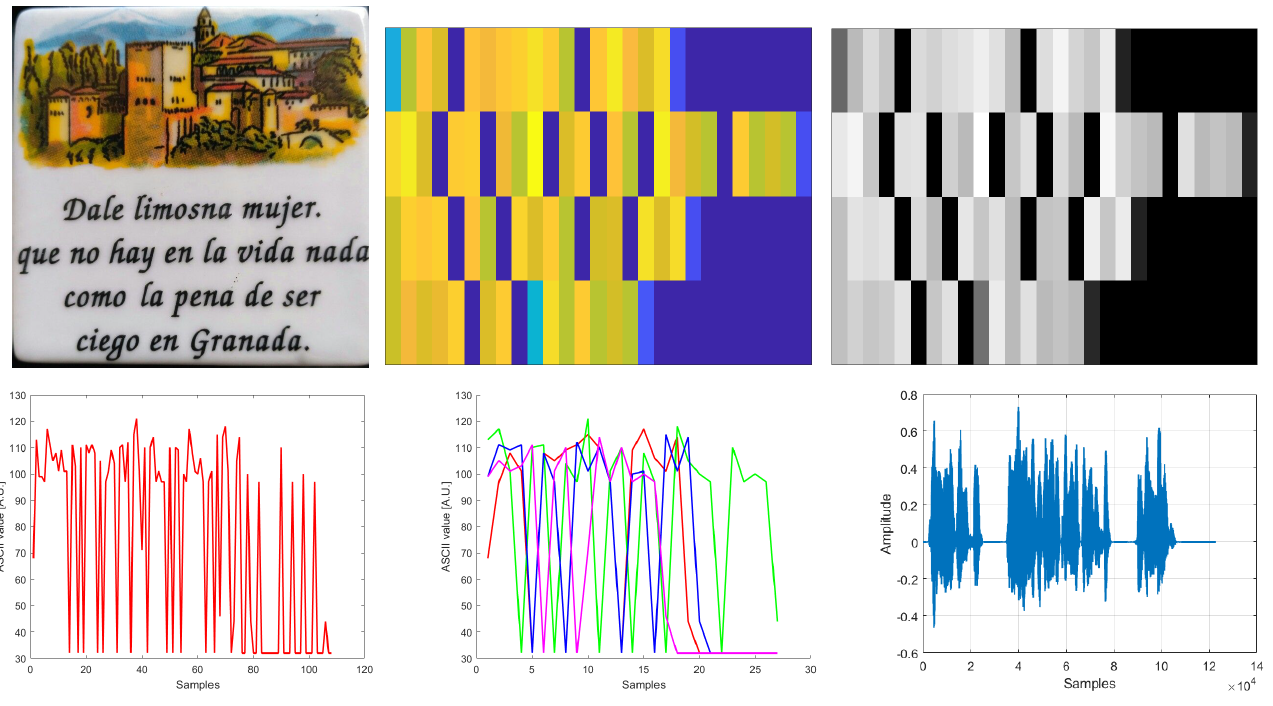 Dale limosna mujer.
que no hay en la vida nada
como la pena de ser
ciego en Granada.
130
120
110
100
90
80
70
60
50
40
30
0 20 40 60 80 100 120
Samples
ASCII value [A.U.]
130
120
110
100
90
80
70
60
50
40
30
0 5 10 15 20 25 30
Samples
ASCII value [A.U.]
0.8
0.6
0.4
0.2
0
-0.2
-0.4
-0.6
0 2 4 6 8 10 12 14
×10⁴
Samples
Amplitude